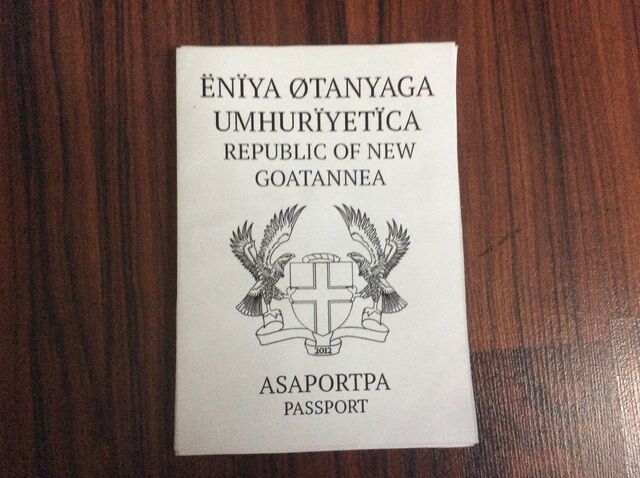 ËNÏYA ØTANYAGA
UMHURÏYETÏCA
REPUBLIC OF NEW
GOATANNEA
2012
ASAPORTPA
PASSPORT